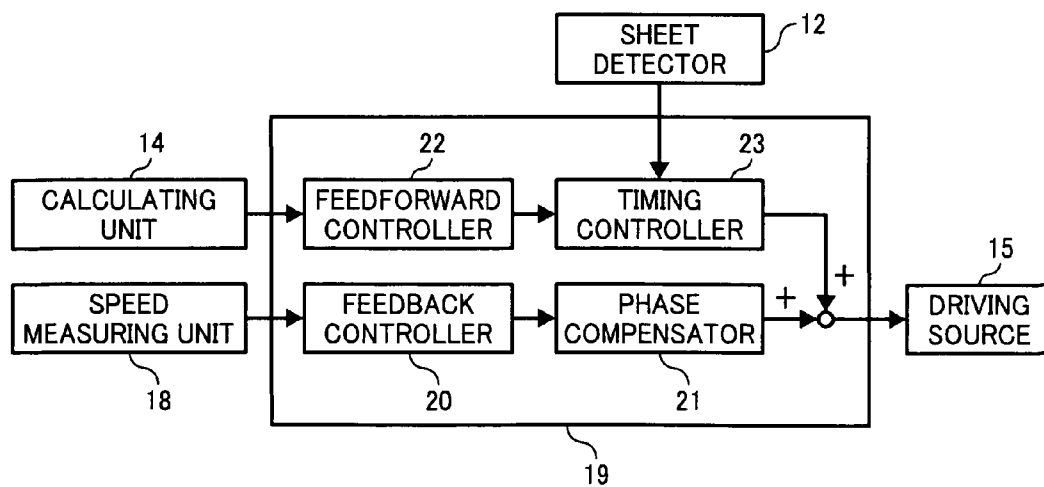 SHEET
DETECTOR
12
14
22
23
CALCULATING
UNIT
FEEDFORWARD
CONTROLLER
TIMING
CONTROLLER
15
+
+
SPEED
MEASURING UNIT
FEEDBACK
CONTROLLER
PHASE
COMPENSATOR
DRIVING
SOURCE
18
20
21
19